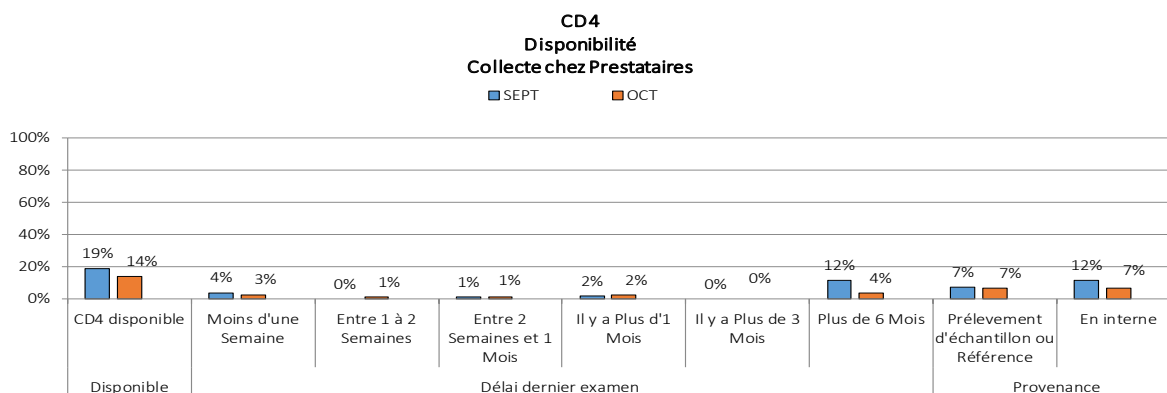 CD4
Disponibilité
Collecte chez Prestataires
SEPT OCT
100%
80%
60%
40%
20%
0%
19% 14% 4% 3% 0% 1% 1% 1% 2% 2% 0% 0% 12% 4% 7% 7% 12% 7%
CD4 disponible
Moins d'une
Semaine
Entre 1 à 2
Semaines
Entre 2
Semaines et 1
Mois
Il y a Plus d'1
Mois
Il y a Plus de 3
Mois
Plus de 6 Mois
Prélevement
d'échantillon ou
Référence
En interne
Disponible Délai dernier examen Provenance